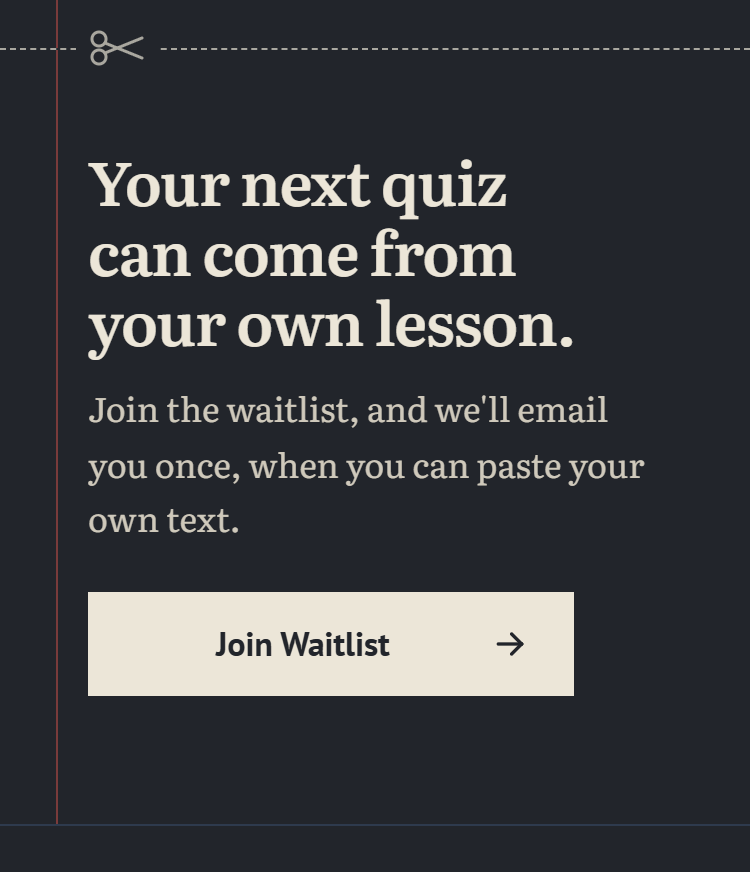 Your next quiz
can come from
your own lesson.
Join the waitlist, and we'll email
you once, when you can paste your
own text.
Join Waitlist →